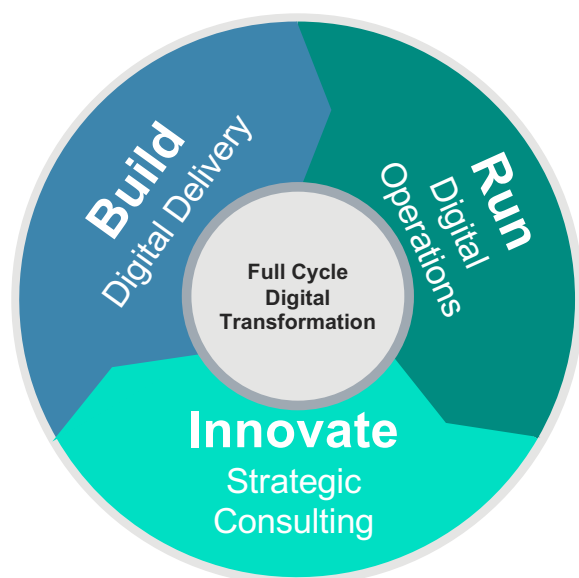 Build
Digital Delivery
Run
Digital
Operations
Full Cycle
Digital
Transformation
Innovate
Strategic
Consulting